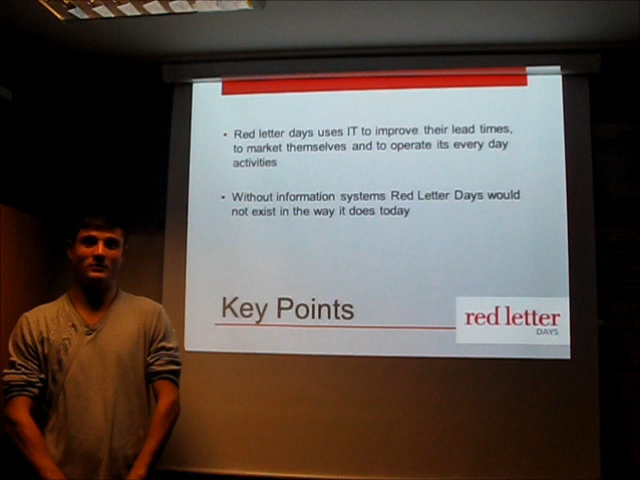 • Red letter days uses IT to improve their lead times,
to market themselves and to operate its every day
activities
• Without information systems Red Letter Days would
not exist in the way it does today
Key Points
red letter
DAYS